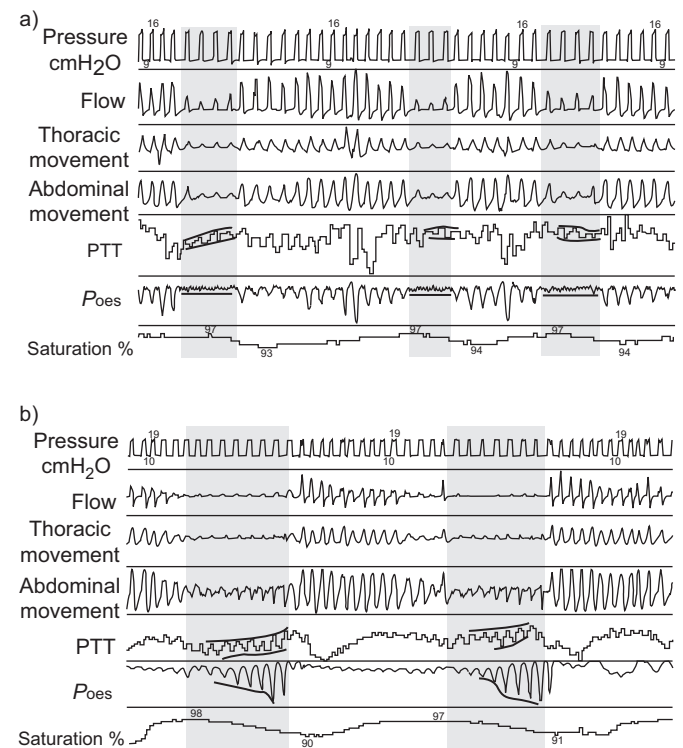 a)
16 16 16 16
Pressure
cmH2O
9 9 9 9
Flow
Thoracic
movement
Abdominal
movement
PTT
Poes
97 97 97
Saturation %
93 94 94
b)
19 19 19
Pressure
cmH2O
10 10 10
Flow
Thoracic
movement
Abdominal
movement
PTT
Poes
98 97
Saturation %
90 91